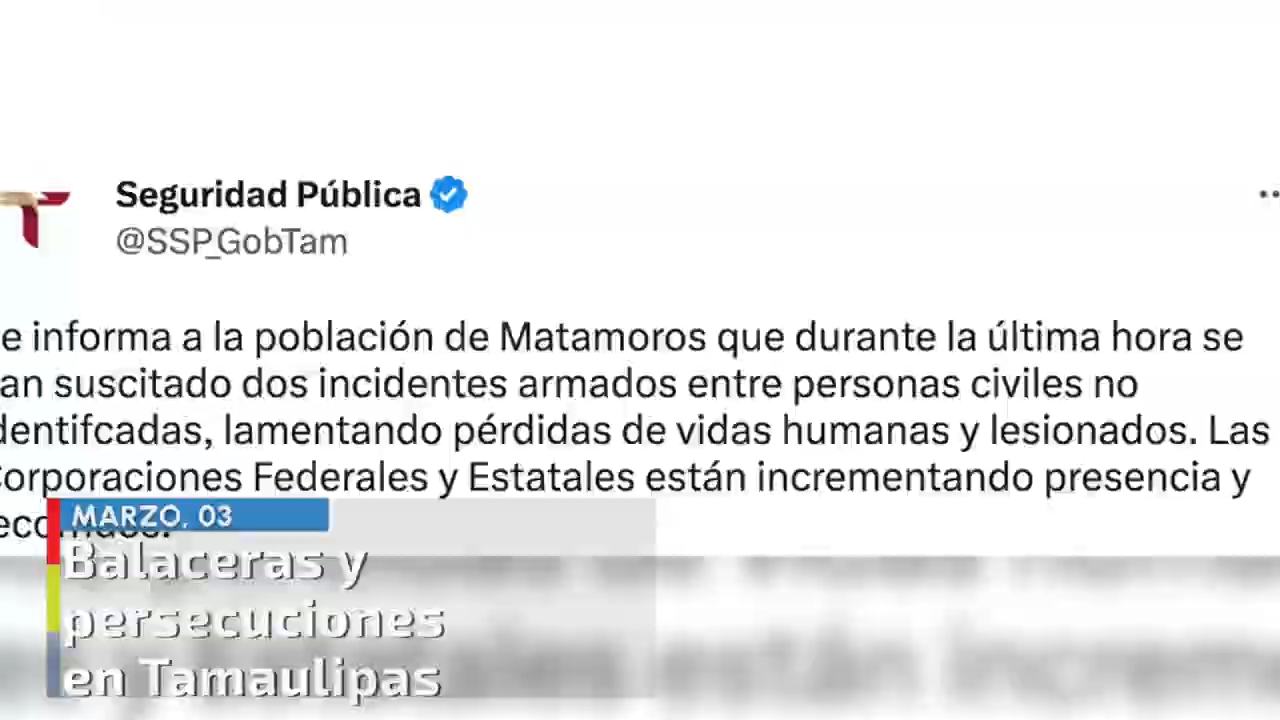 Seguridad Pública
@SSP_GobTam
e informa a la población de Matamoros que durante la última hora se
an suscitado dos incidentes armados entre personas civiles no
dentifcadas, lamentando pérdidas de vidas humanas y lesionados. Las
Corporaciones Federales y Estatales están incrementando presencia y
MARZO, 03
Balaceras y
persecuciones
en Tamaulipas